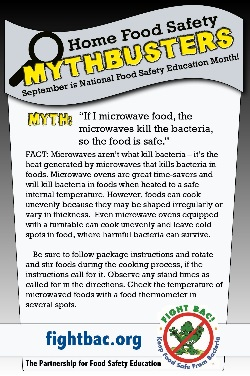 Home Food Safety
MYTHBUSTERS
September is National Food Safety Education Month!
MYTH: "If I microwave food, the
microwaves kill the bacteria,
so the food is safe."
FACT: Microwaves aren't what kill bacteria – it's the
heat generated by microwaves that kills bacteria in
foods. Microwave ovens are great time-savers and
will kill bacteria in foods when heated to a safe
internal temperature. However, foods can cook
unevenly because they may be shaped irregularly or
vary in thickness. Even microwave ovens equipped
with a turntable can cook unevenly and leave cold
spots in food, where harmful bacteria can survive.
Be sure to follow package instructions and rotate
and stir foods during the cooking process, if the
instructions call for it. Observe any stand times as
called for in the directions. Check the temperature of
microwaved foods with a food thermometer in
several spots.
fightbac.org
The Partnership for Food Safety Education
FIGHT BAC!
Keep Food Safe From Bacteria